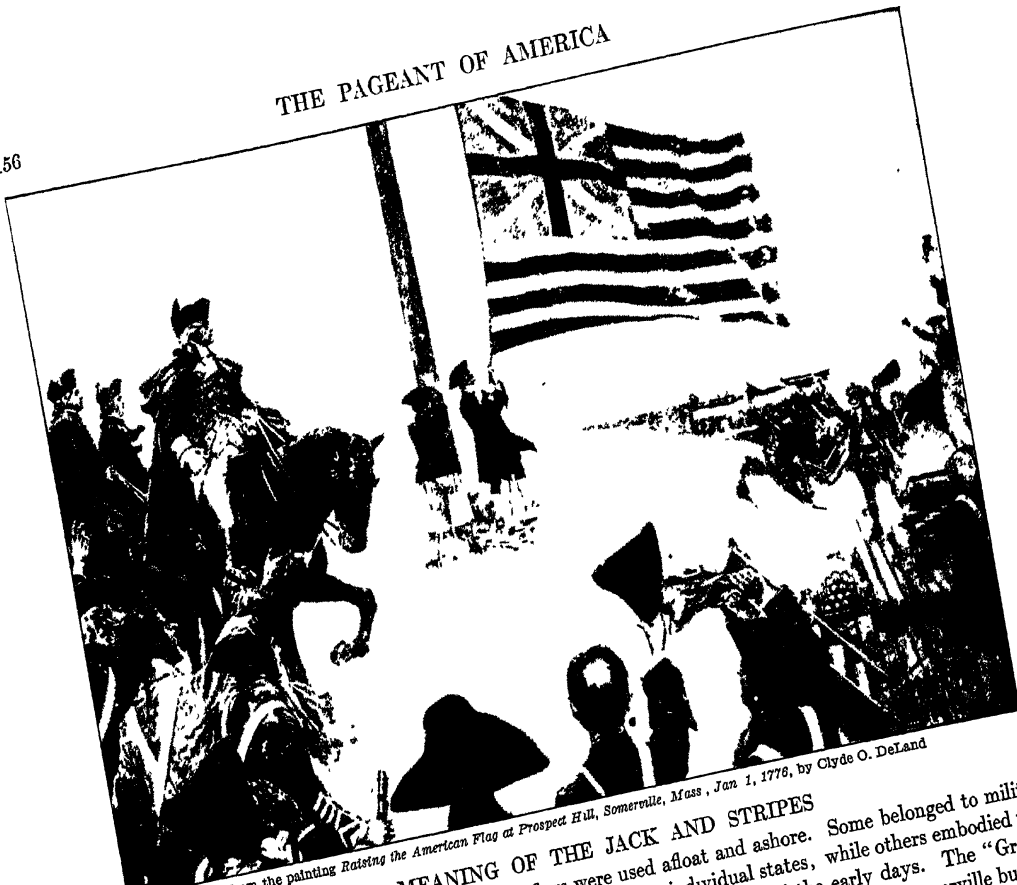 THE PAGEANT OF AMERICA
56
the painting Raising the American Flag at Prospect Hill, Somerville, Mass, Jan 1, 1776, by Clyde O. DeLand
MEANING OF THE JACK AND STRIPES
were used afloat and ashore. Some belonged to
individual states, while others embodied
the early days. The "Gr